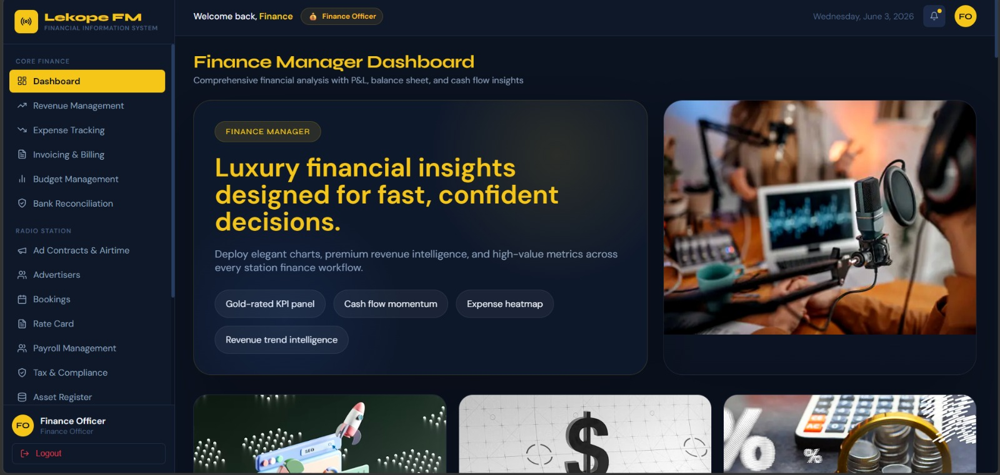 Lekope FM
FINANCIAL INFORMATION SYSTEM
CORE FINANCE
Dashboard
Revenue Management
Expense Tracking
Invoicing & Billing
Budget Management
Bank Reconciliation
RADIO STATION
Ad Contracts & Airtime
Advertisers
Bookings
Rate Card
Payroll Management
Tax & Compliance
Asset Register
FO
Finance Officer
Finance Officer
Logout
Welcome back, Finance
Finance Officer
Wednesday, June 3, 2026
FO
Finance Manager Dashboard
Comprehensive financial analysis with P&L, balance sheet, and cash flow insights
FINANCE MANAGER
Luxury financial insights
designed for fast, confident
decisions.
Deploy elegant charts, premium revenue intelligence, and high-value metrics across
every station finance workflow.
Gold-rated KPI panel
Cash flow momentum
Expense heatmap
Revenue trend intelligence
SEO
$
%
%